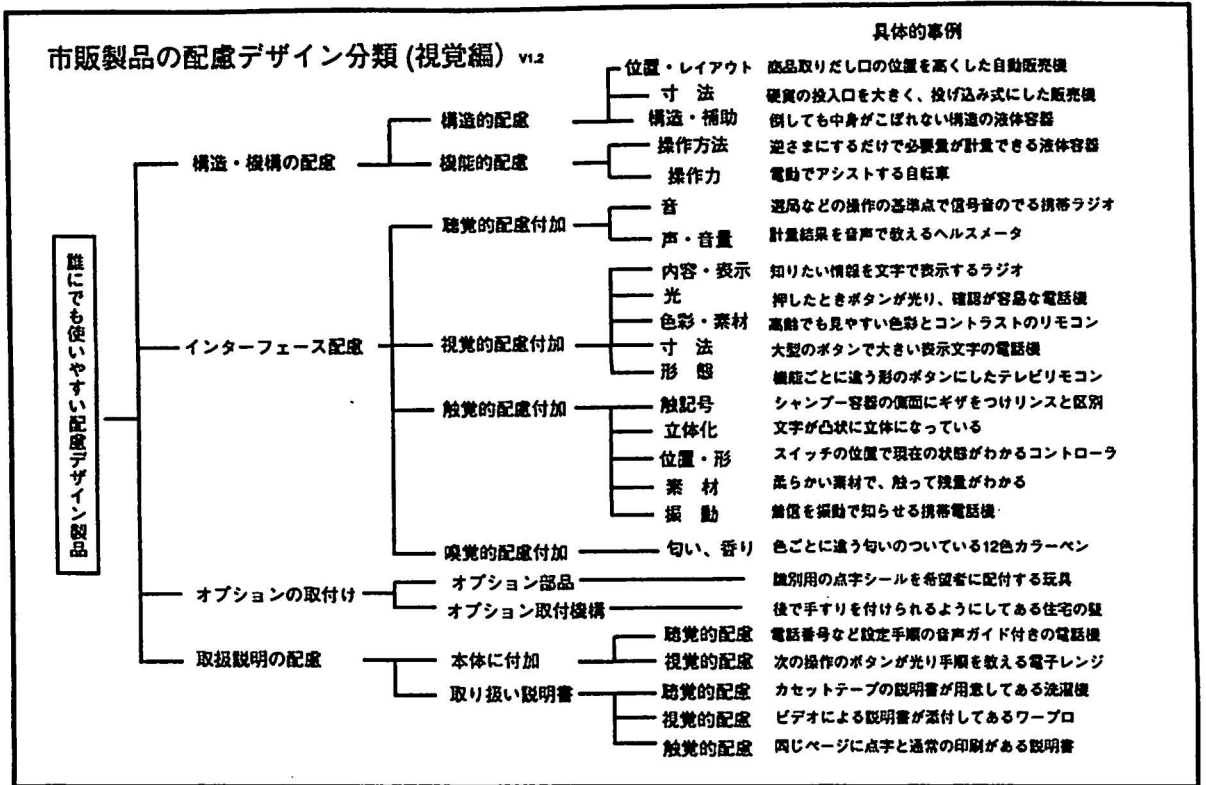 具体的事例
市販製品の配慮デザイン分類 (視覚編) V1.2
誰にでも使いやすい配慮デザイン製品
構造・機構の配慮
構造的配慮
位置・レイアウト 商品取りだし口の位置を高くした自動販売機
寸 法 硬貨の投入口を大きく、投げ込み式にした販売機
構造・補助 倒しても中身がこぼれない構造の液体容器
機能的配慮
操作方法 逆さまにするだけで必要量が計量できる液体容器
操作力 電動でアシストする自転車
インターフェース配慮
聴覚的配慮付加
音 選局などの操作の基準点で信号音のでる携帯ラジオ
声・音量 計量結果を音声で教えるヘルスメータ
視覚的配慮付加
内容・表示 知りたい情報を文字で表示するラジオ
光 押したときボタンが光り、確認が容易な電話機
色彩・素材 高齢でも見やすい色彩とコントラストのリモコン
寸 法 大型のボタンで大きい表示文字の電話機
形 態 機能ごとに違う形のボタンにしたテレビリモコン
触覚的配慮付加
触記号 シャンプー容器の側面にギザをつけリンスと区別
立体化 文字が凸状に立体になっている
位置・形 スイッチの位置で現在の状態がわかるコントローラ
素 材 柔らかい素材で、触って残量がわかる
振 動 着信を振動で知らせる携帯電話機
嗅覚的配慮付加
匂い、香り 色ごとに違う匂いのついている12色カラーペン
オプションの取付け
オプション部品 識別用の点字シールを希望者に配付する玩具
オプション取付機構 後で手すりを付けられるようにしてある住宅の壁
取扱説明の配慮
本体に付加
聴覚的配慮 電話番号など設定手順の音声ガイド付きの電話機
視覚的配慮 次の操作のボタンが光り手順を教える電子レンジ
取り扱い説明書
聴覚的配慮 カセットテープの説明書が用意してある洗濯機
視覚的配慮 ビデオによる説明書が添付してあるワープロ
触覚的配慮 同じページに点字と通常の印刷がある説明書